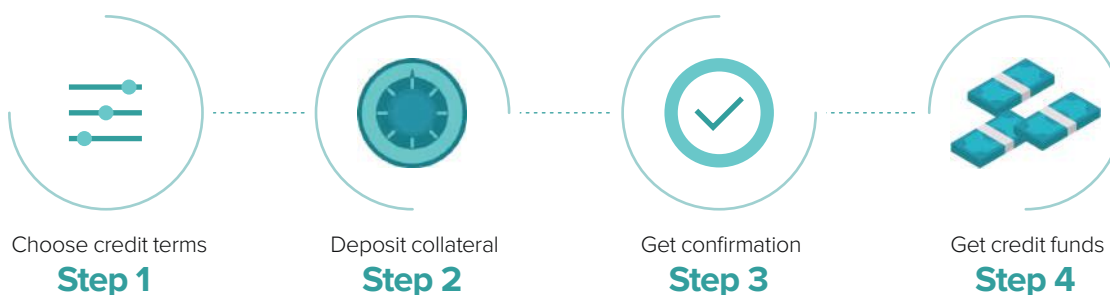 Choose credit terms
Step 1
Deposit collateral
Step 2
Get confirmation
Step 3
Get credit funds
Step 4